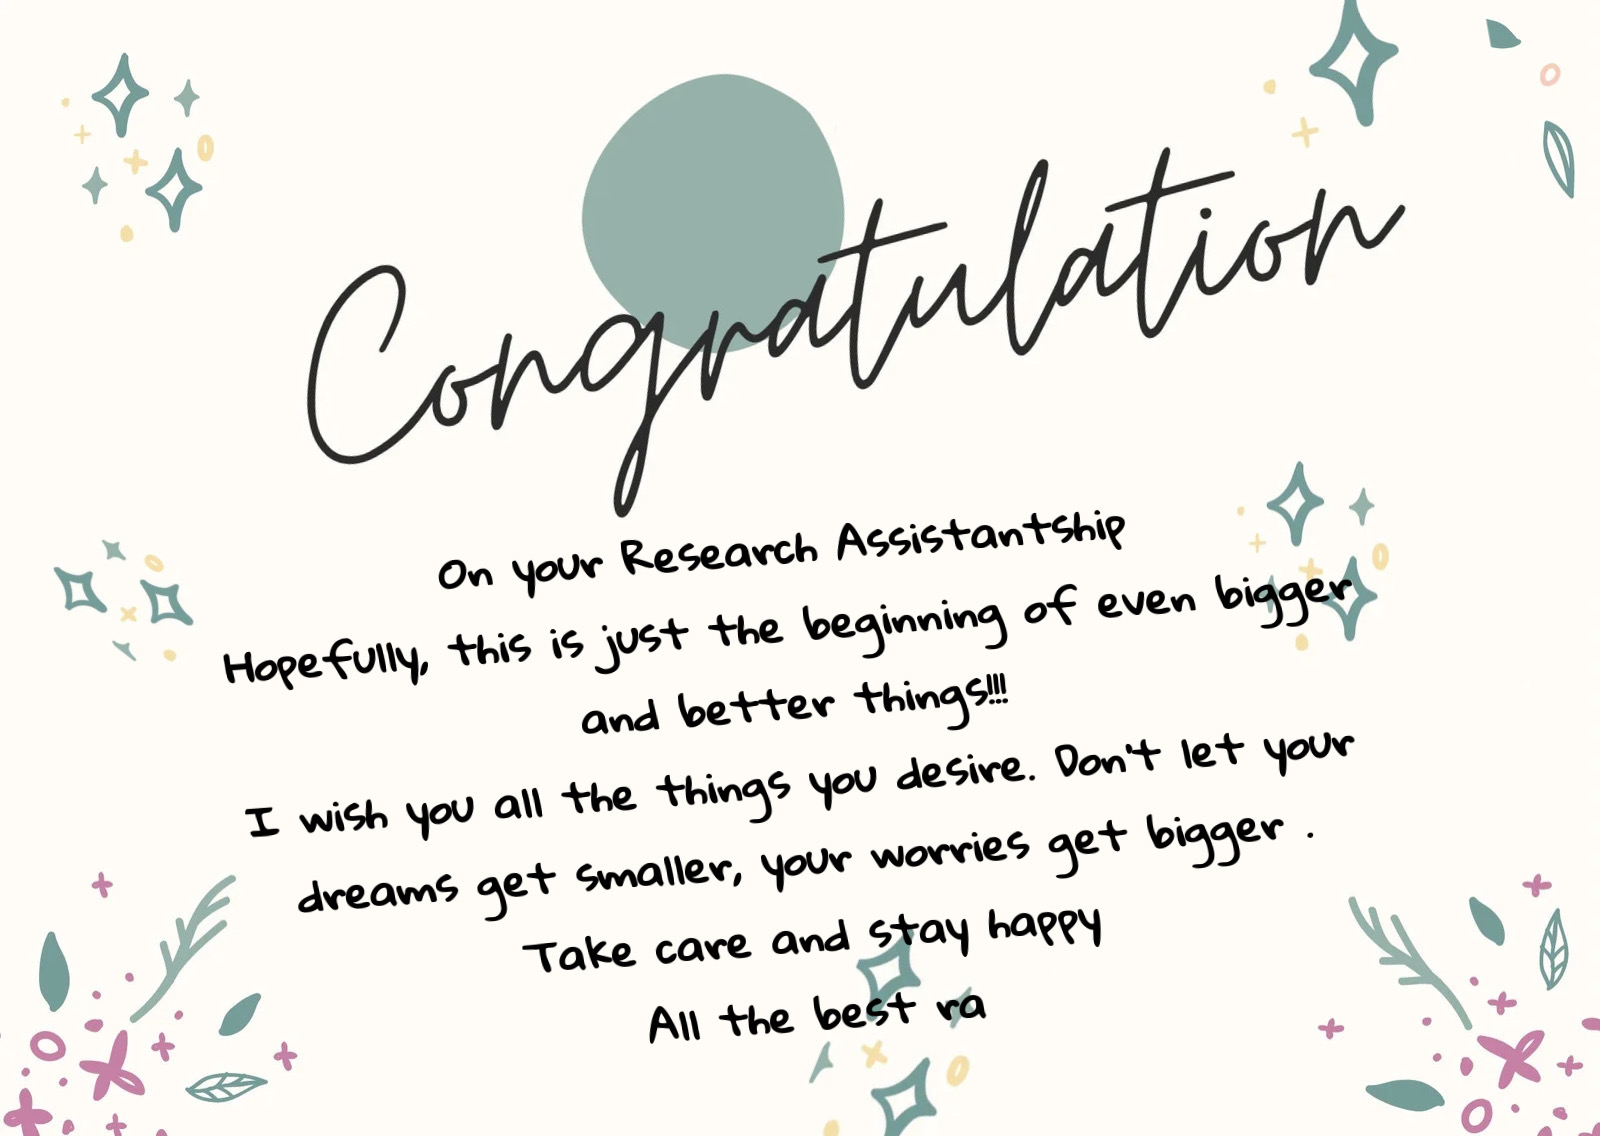 Congratulation
On your Research Assistantship
Hopefully, this is just the beginning of even bigger
and better things!!!
I wish you all the things you desire. Don't let your
dreams get smaller, your worries get bigger .
Take care and stay happy
All the best ra